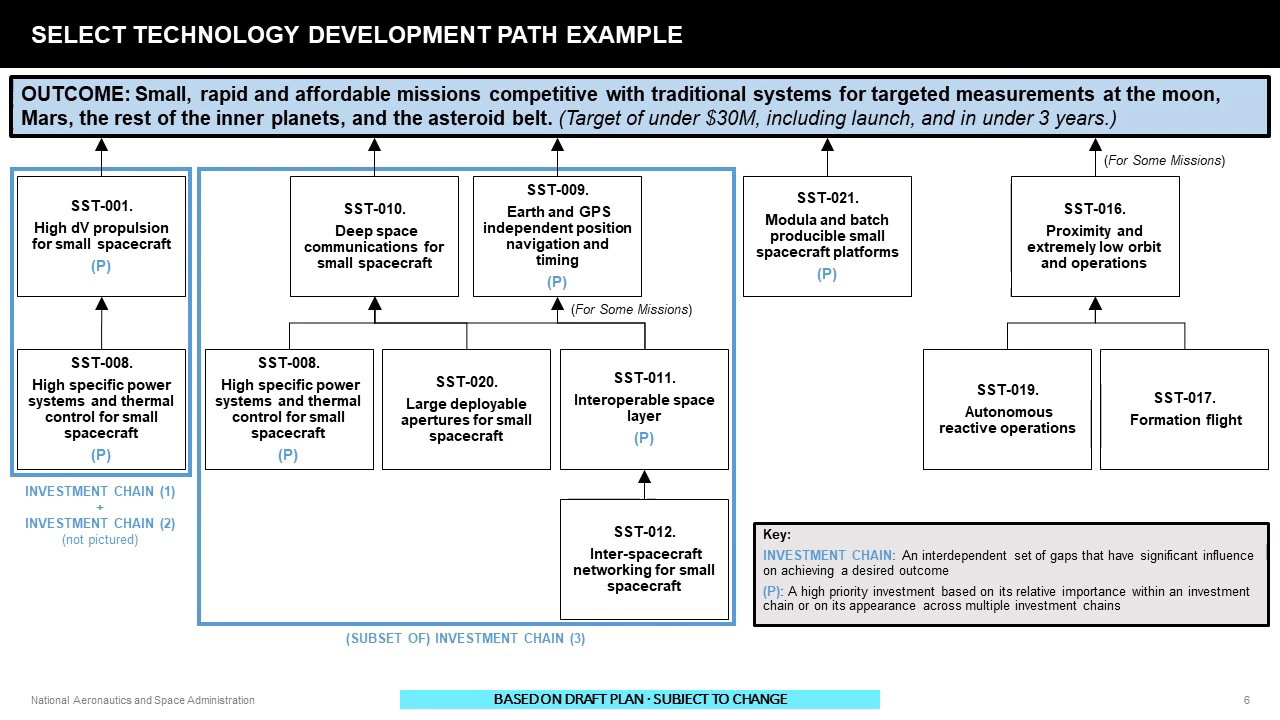 SELECT TECHNOLOGY DEVELOPMENT PATH EXAMPLE
OUTCOME: Small, rapid and affordable missions competitive with traditional systems for targeted measurements at the moon,
Mars, the rest of the inner planets, and the asteroid belt. (Target of under $30M, including launch, and in under 3 years.)
(For Some Missions)
SST-001.
High dV propulsion
for small spacecraft
(P)
SST-010.
Deep space
communications for
small spacecraft
SST-009.
Earth and GPS
independent position
navigation and
timing
(P)
SST-021.
Modula and batch
producible small
spacecraft platforms
(P)
SST-016.
Proximity and
extremely low orbit
and operations
(For Some Missions)
SST-008.
High specific power
systems and thermal
control for small
spacecraft
(P)
SST-008.
High specific power
systems and thermal
control for small
spacecraft
(P)
SST-020.
Large deployable
apertures for small
spacecraft
SST-011.
Interoperable space
layer
(P)
SST-019.
Autonomous
reactive operations
SST-017.
Formation flight
INVESTMENT CHAIN (1)
+
INVESTMENT CHAIN (2)
(not pictured)
SST-012.
Inter-spacecraft
networking for small
spacecraft
(SUBSET OF) INVESTMENT CHAIN (3)
Key:
INVESTMENT CHAIN: An interdependent set of gaps that have significant influence
on achieving a desired outcome
(P): A high priority investment based on its relative importance within an investment
chain or on its appearance across multiple investment chains
National Aeronautics and Space Administration
BASED ON DRAFT PLAN · SUBJECT TO CHANGE
6